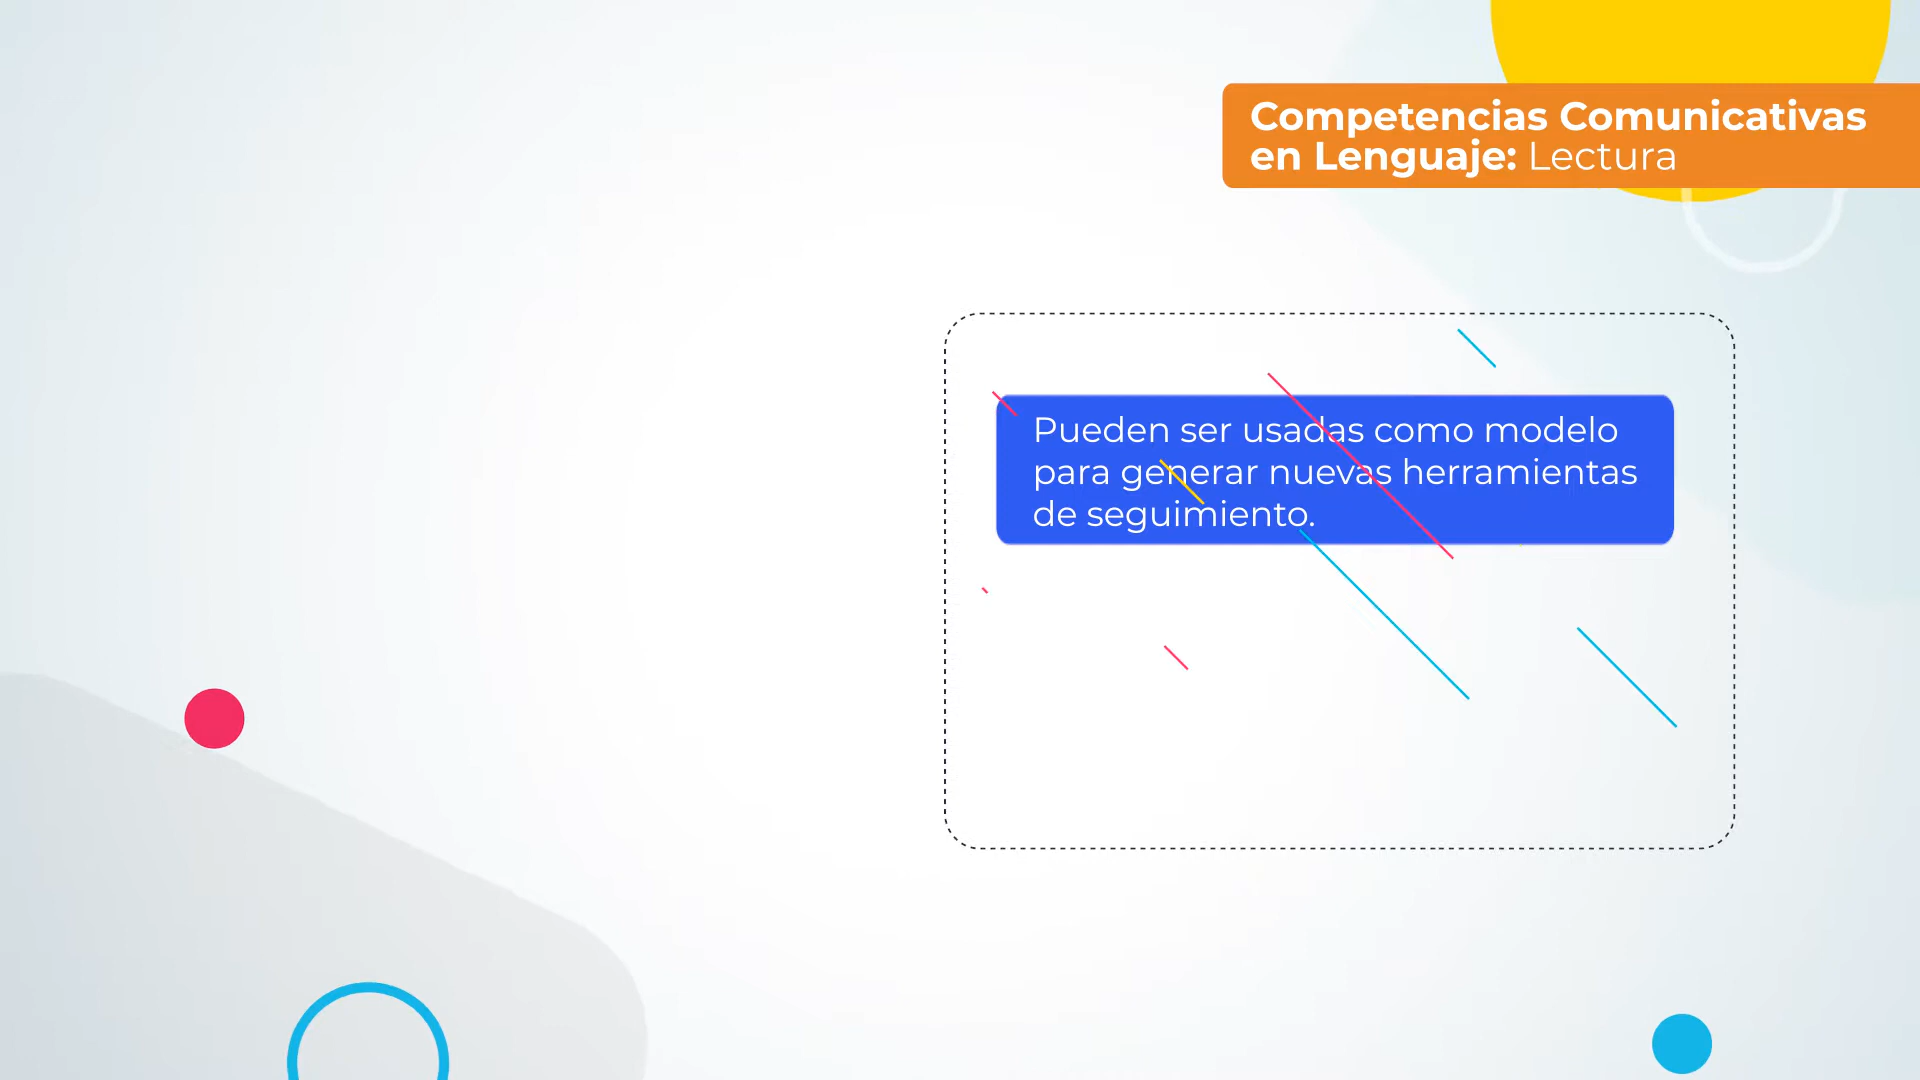 Competencias Comunicativas
en Lenguaje: Lectura
Pueden ser usadas como modelo
para generar nuevas herramientas
de seguimiento.